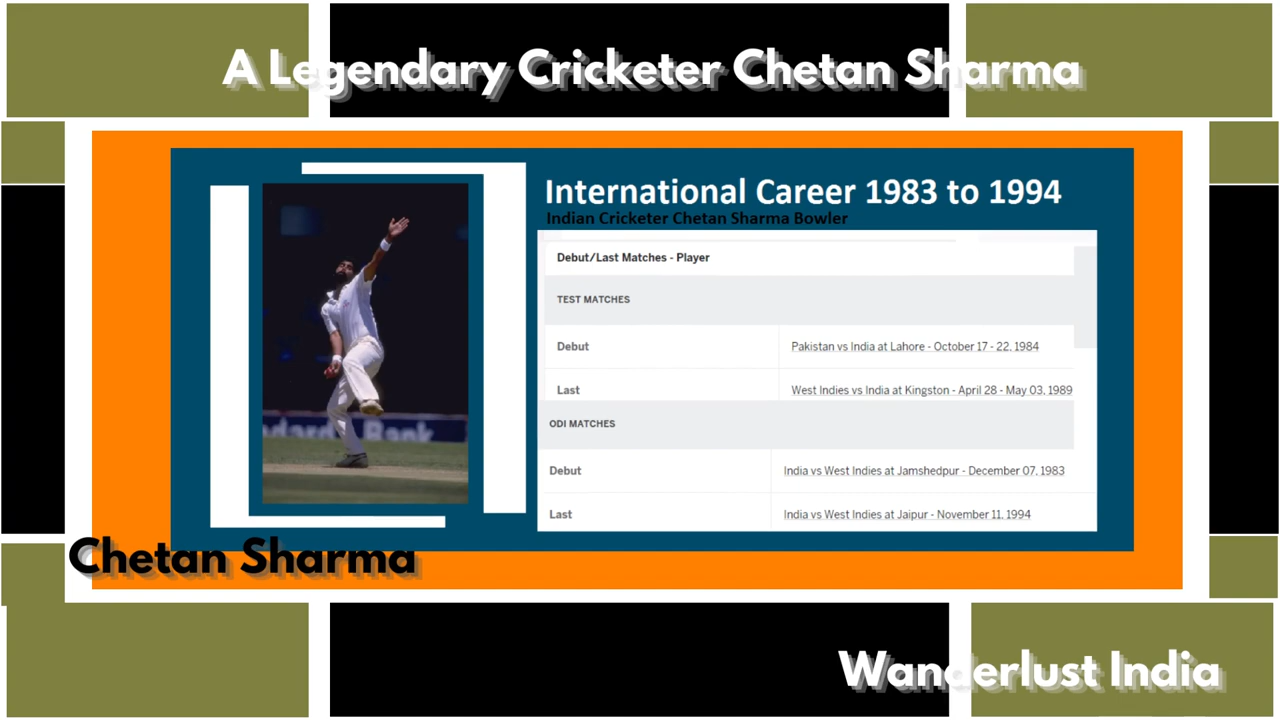 A Legendary Cricketer Chetan Sharma
International Career 1983 to 1994
Indian Cricketer Chetan Sharma Bowler
Debut/Last Matches - Player
TEST MATCHES
Debut
Pakistan vs India at Lahore - October 17 - 22, 1984
Last
West Indies vs India at Kingston - April 28 - May 03, 1989
ODI MATCHES
Debut
India vs West Indies at Jamshedpur - December 07, 1983
Last
India vs West Indies at Jaipur - November 11, 1994
dard Bank
Chetan Sharma
Wanderlust India